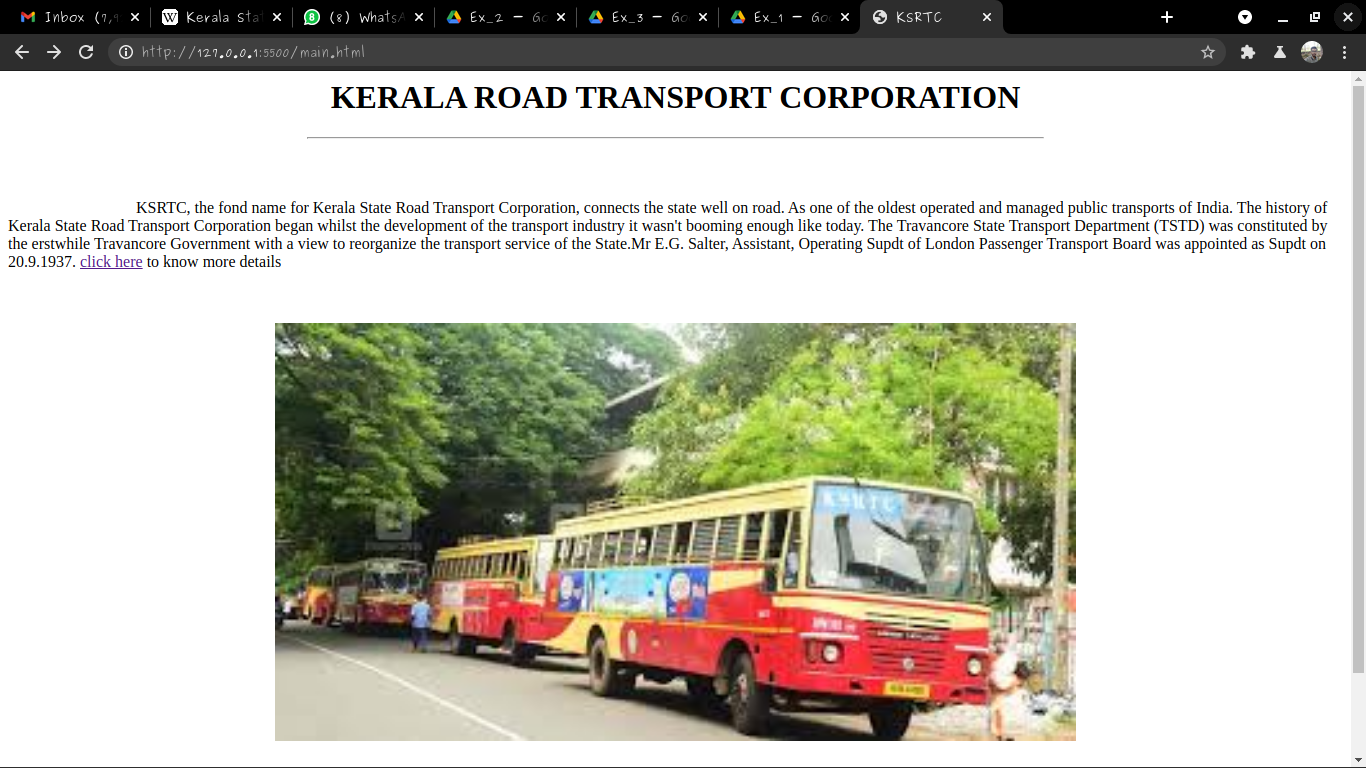 Inbox (7,4
Kerala Stat
(8) WhatsA
Ex_2 – Go
Ex_3 – Go
Ex_1 – Goo
KSRTC
http://127.0.0.1:5500/main.html
KERALA ROAD TRANSPORT CORPORATION
KSRTC, the fond name for Kerala State Road Transport Corporation, connects the state well on road. As one of the oldest operated and managed public transports of India. The history of
Kerala State Road Transport Corporation began whilst the development of the transport industry it wasn't booming enough like today. The Travancore State Transport Department (TSTD) was constituted by
the erstwhile Travancore Government with a view to reorganize the transport service of the State.Mr E.G. Salter, Assistant, Operating Supdt of London Passenger Transport Board was appointed as Supdt on
20.9.1937. click here to know more details
KSRTC